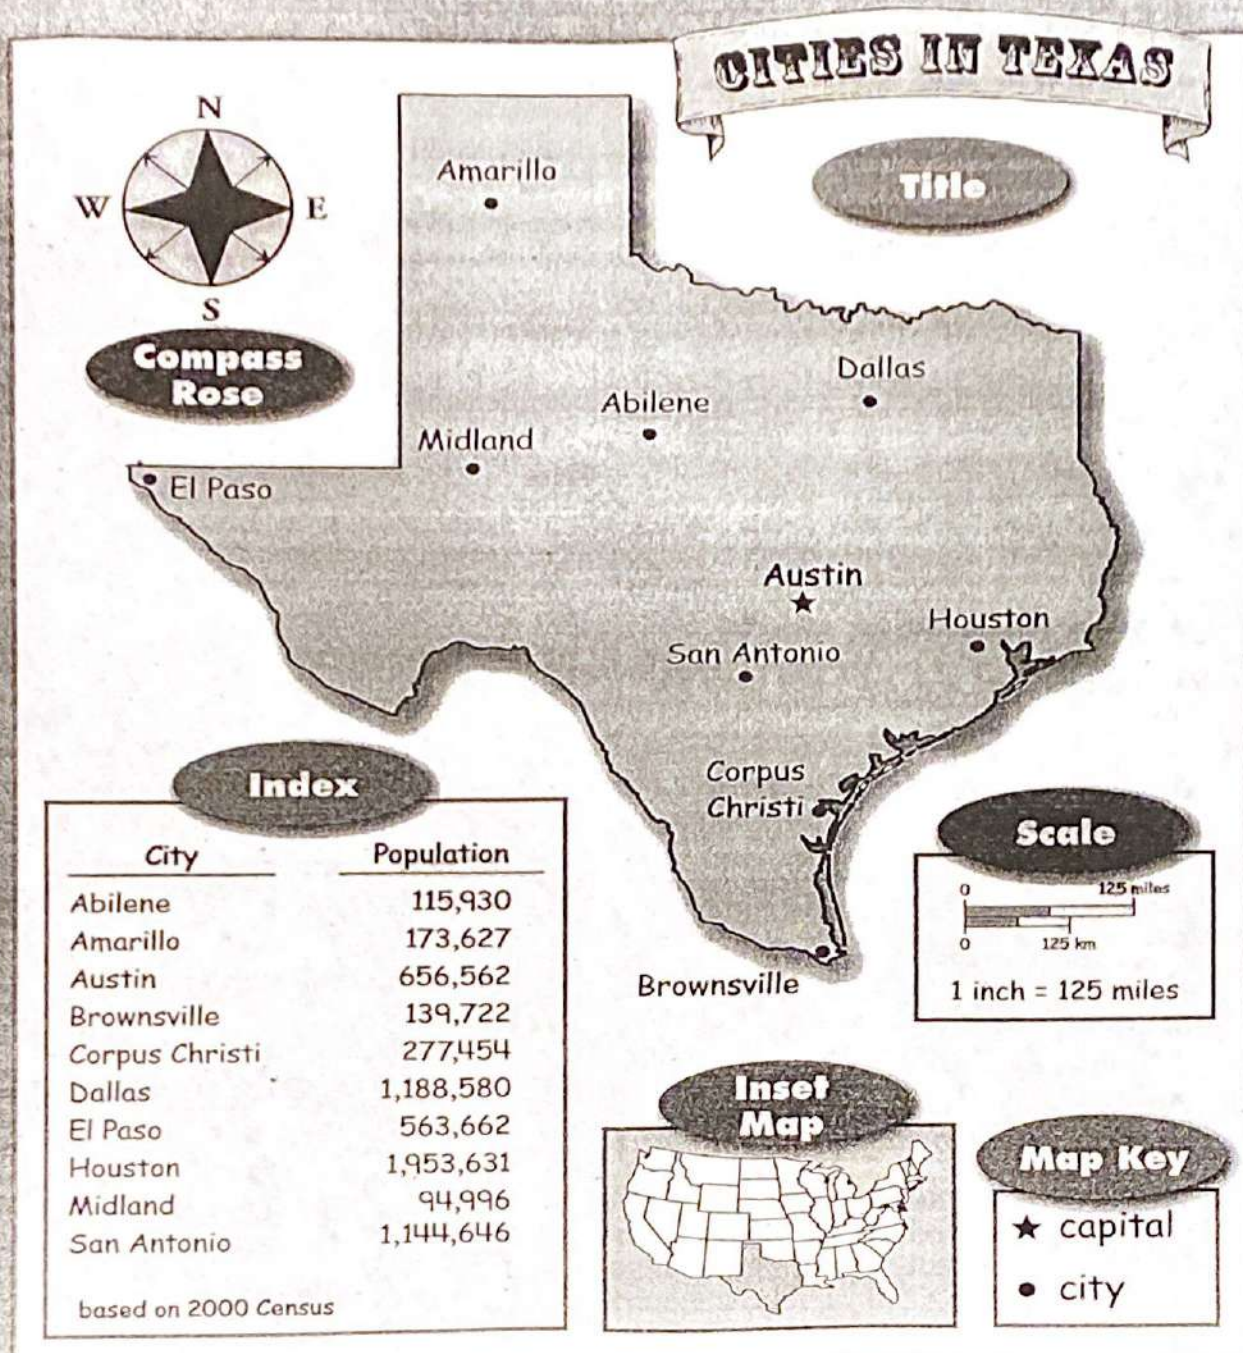 CITIES IN TEXAS
Title
N
W
E
S
Compass
Rose
Amarillo
Dallas
Abilene
Midland
El Paso
Austin
Houston
San Antonio
Corpus
Christi
Brownsville
Index
City Population
Abilene 115,930
Amarillo 173,627
Austin 656,562
Brownsville 139,722
Corpus Christi 277,454
Dallas 1,188,580
El Paso 563,662
Houston 1,953,631
Midland 94,996
San Antonio 1,144,646
based on 2000 Census
Scale
0 125 miles
0 125 km
1 inch = 125 miles
Inset
Map
Map Key
★ capital
• city